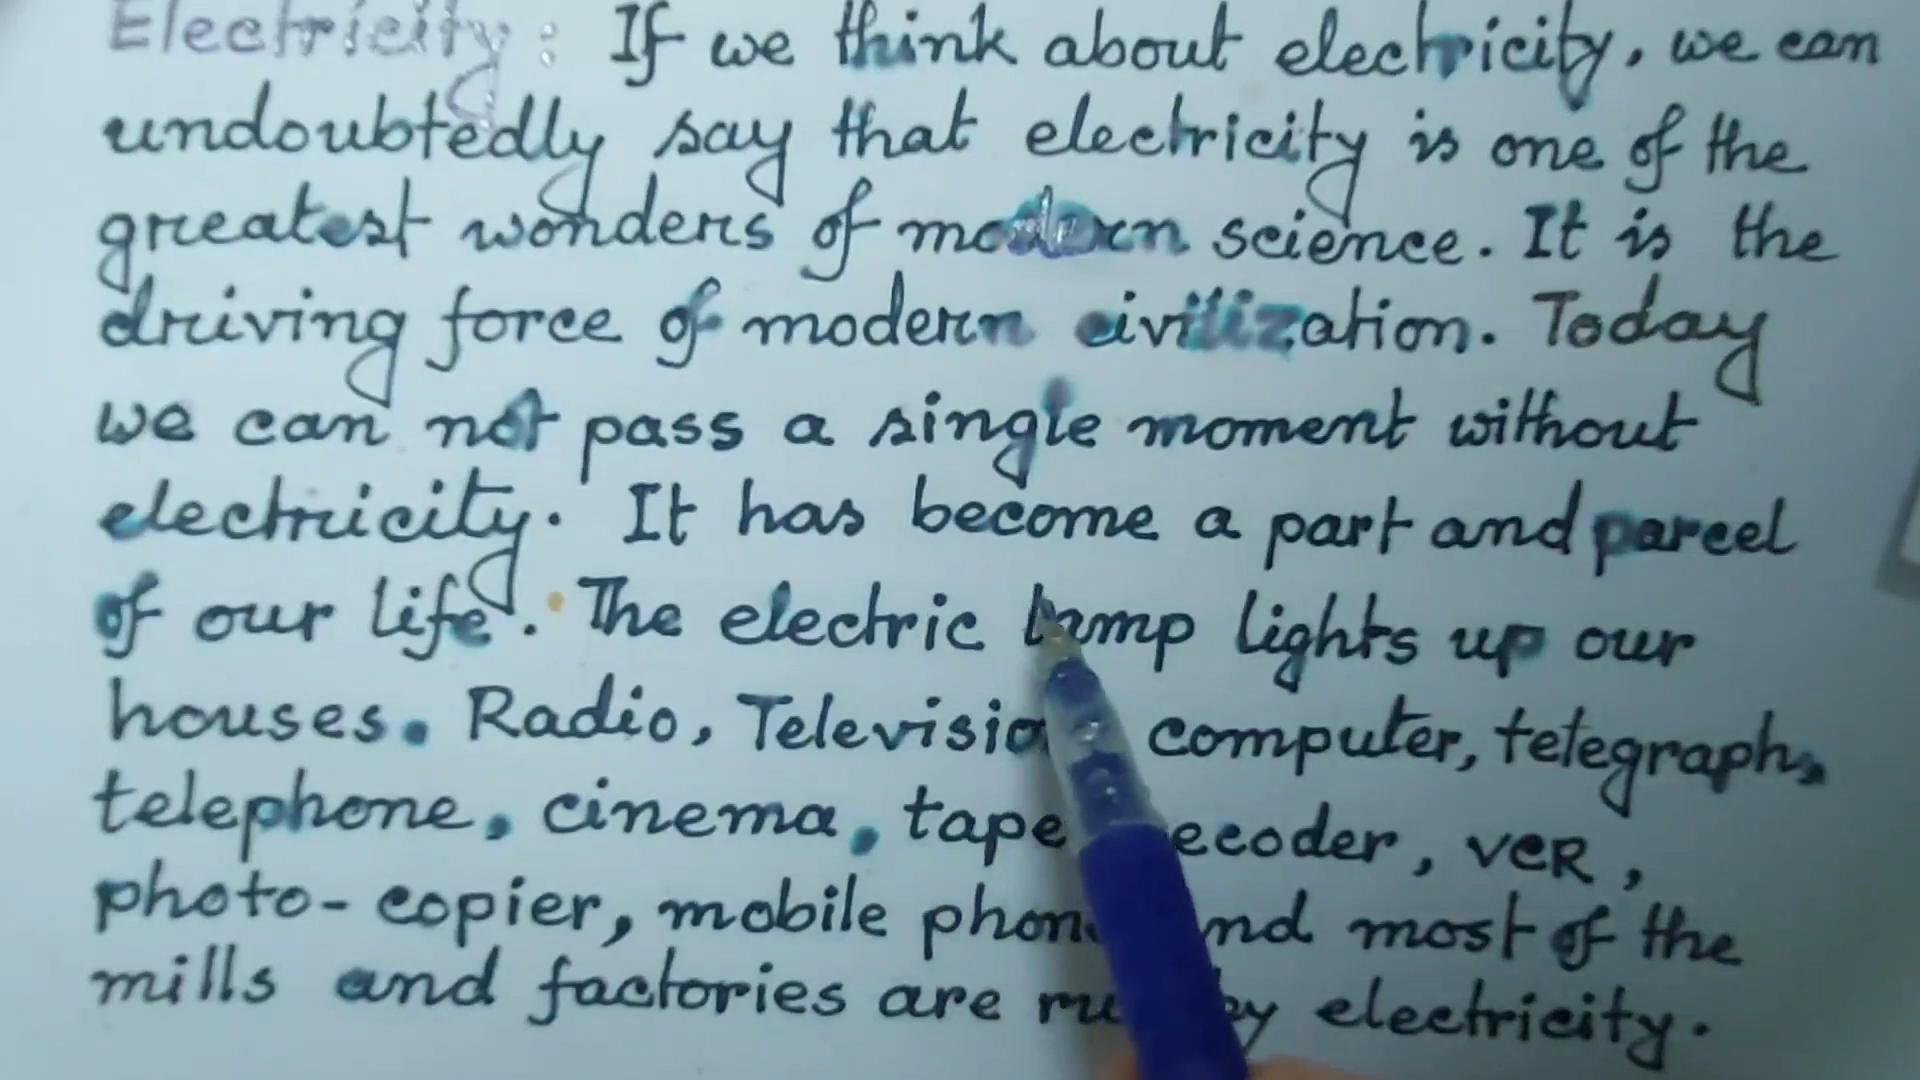 Electricity: If we think about electricity, we can
undoubtedly say that electricity is one of the
greatest wonders of modern science. It is the
driving force of modern civilization. Today
we can not pass a single moment without
electricity. It has become a part and parcel
of our life. The electric lamp lights up our
houses. Radio, Television computer, telegraph,
telephone, cinema, tape recoder, VCR,
photo-copier, mobile phone and most of the
mills and factories are run by electricity.